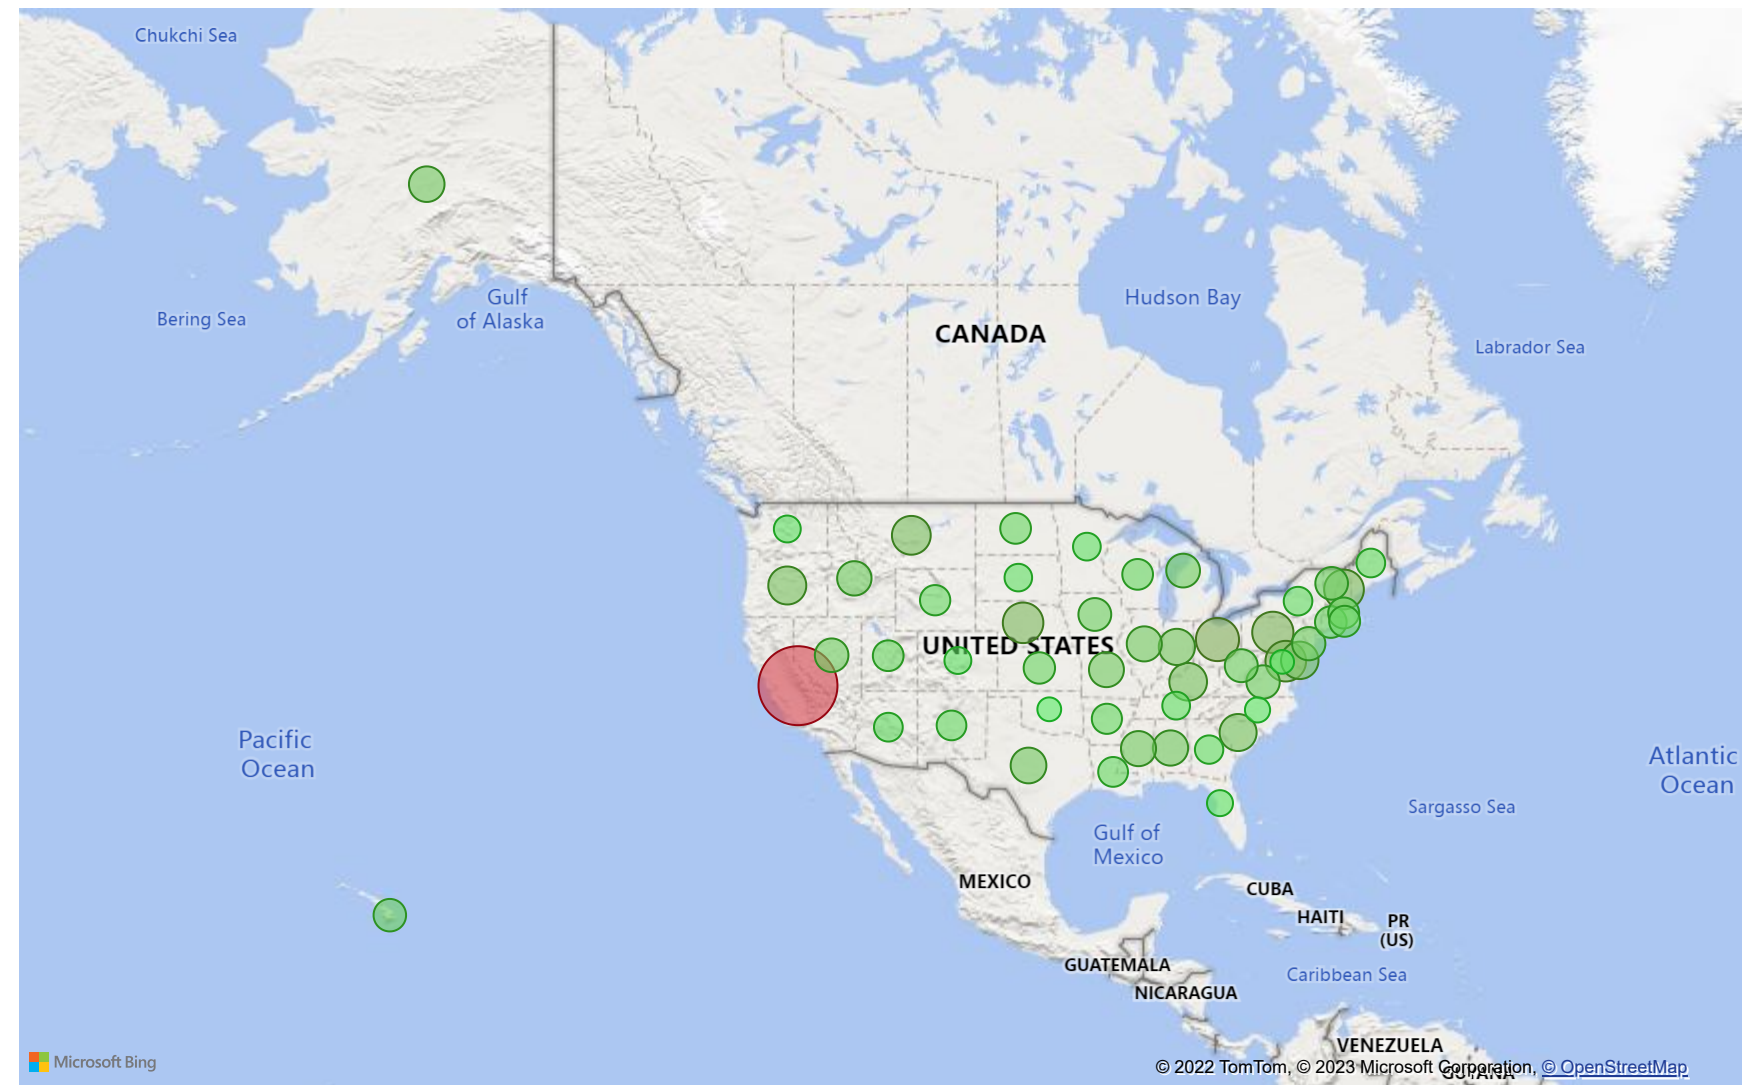 Chukchi Sea
Gulf
of Alaska
Bering Sea
Hudson Bay
CANADA
Labrador Sea
UNITED STATES
Pacific
Ocean
Atlantic
Ocean
Sargasso Sea
Gulf of
Mexico
MEXICO
CUBA
HAITI
PR
(US)
GUATEMALA
Caribbean Sea
NICARAGUA
VENEZUELA
Microsoft Bing
© 2022 TomTom, © 2023 Microsoft Corporation, © OpenStreetMap
GUYANA